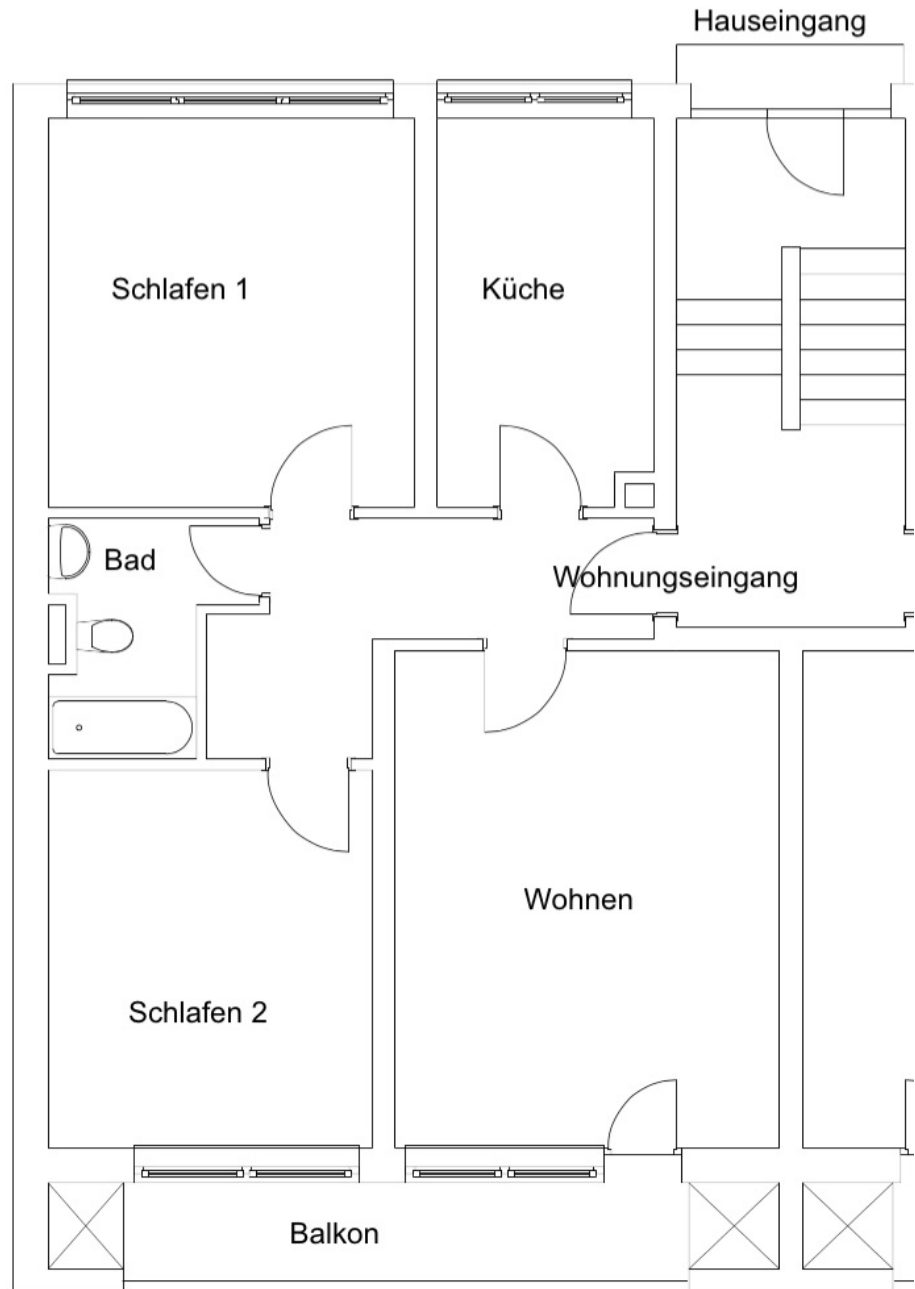 Hauseingang
Schlafen 1
Küche
Bad
Wohnungseingang
Wohnen
Schlafen 2
Balkon